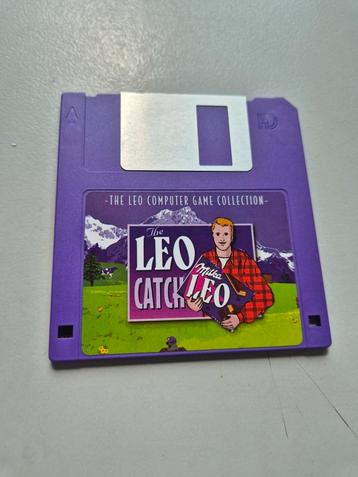 A
HD
-THE LEO COMPUTER GAME COLLECTION-
The
LEO
CATCH
Milka
LEO